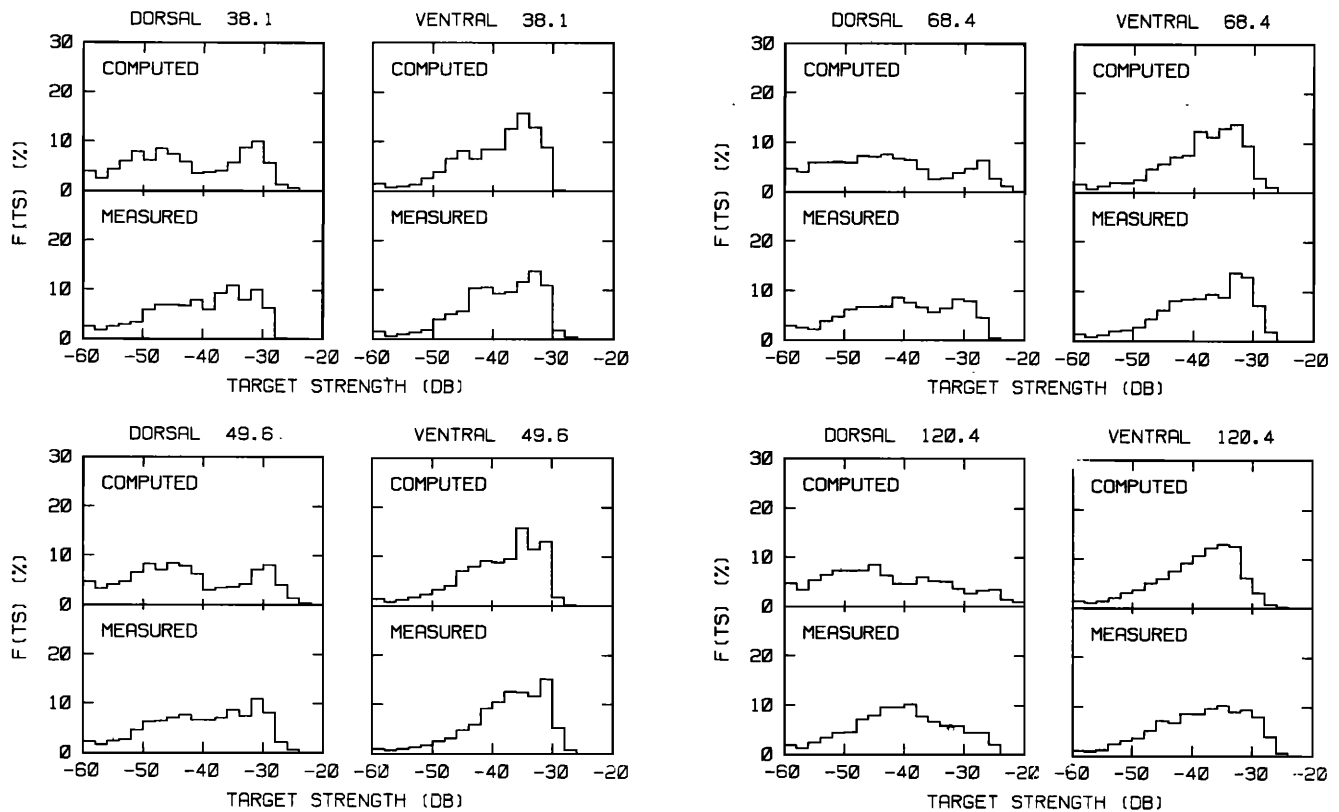 DORSAL 38.1
VENTRAL 38.1
30
COMPUTED
COMPUTED
20
10
0
MEASURED
MEASURED
20
10
0
F(TS) (%)
-60 -50 -40 -30 -20
-50 -40 -30 -20
TARGET STRENGTH (DB)
DORSAL 68.4
VENTRAL 68.4
30
COMPUTED
COMPUTED
20
10
0
MEASURED
MEASURED
20
10
0
F(TS) (%)
-60 -50 -40 -30
-60 -50 -40 -30 -20
TARGET STRENGTH (DB)
DORSAL 49.6
VENTRAL 49.6
30
COMPUTED
COMPUTED
20
10
0
MEASURED
MEASURED
20
10
0
F(TS) (%)
-60 -50 -40 -30 -20
-50 -40 -30 -20
TARGET STRENGTH (DB)
DORSAL 120.4
VENTRAL 120.4
30
COMPUTED
COMPUTED
20
10
0
MEASURED
MEASURED
20
10
0
F(TS) (%)
-60 -50 -40 -30
-60 -50 -40 -30 -20
TARGET STRENGTH (DB)